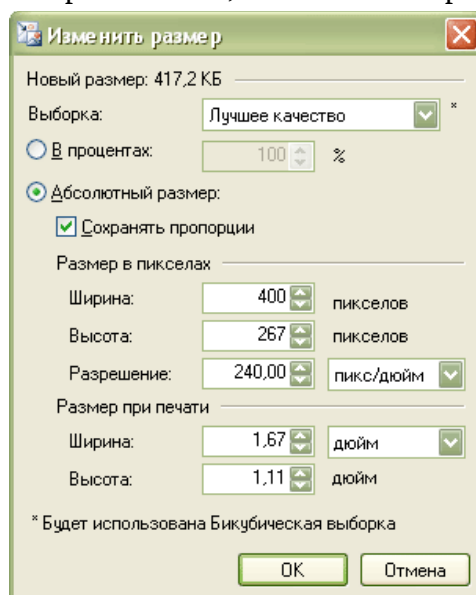 Изменить размер
Новый размер: 417,2 КБ
Выборка: Лучшее качество *
В процентах: 100 %
Абсолютный размер:
Сохранять пропорции
Размер в пикселах
Ширина: 400 пикселов
Высота: 267 пикселов
Разрешение: 240,00 пикс/дюйм
Размер при печати
Ширина: 1,67 дюйм
Высота: 1,11 дюйм
* Будет использована Бикубическая выборка
OK Отмена